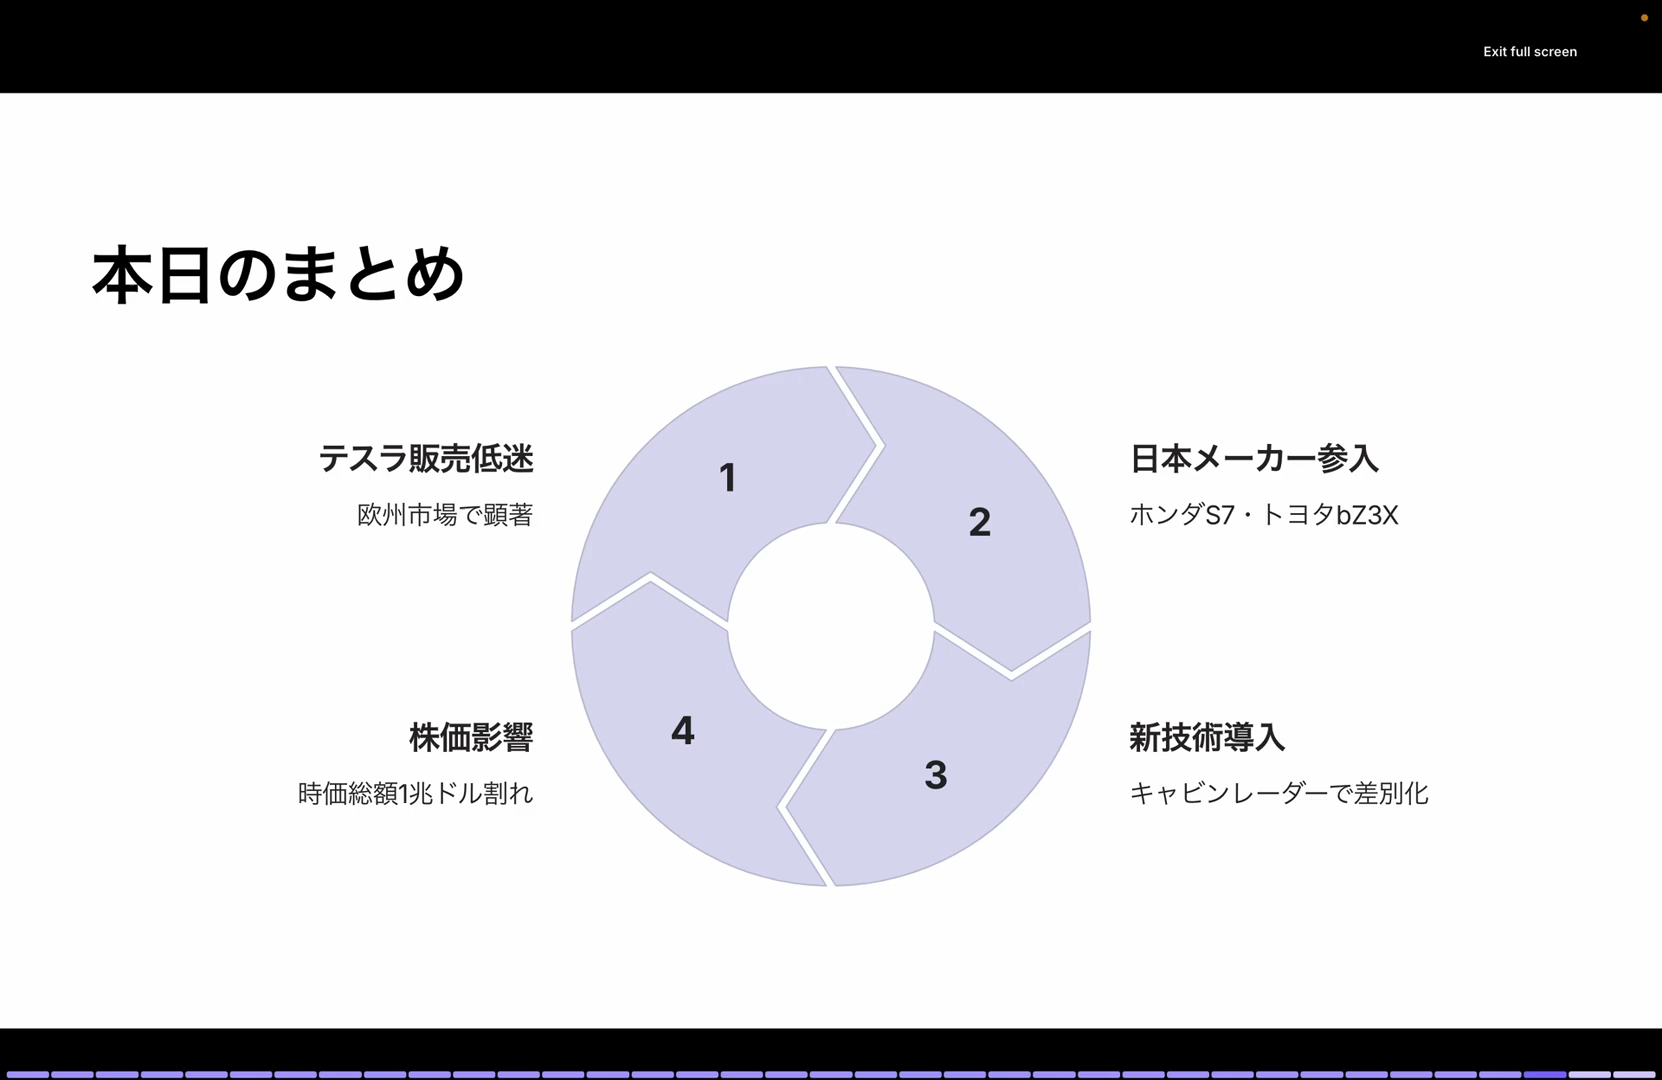 Exit full screen
本日のまとめ
1
テスラ販売低迷
欧州市場で顕著
2
日本メーカー参入
ホンダS7・トヨタbZ3X
3
新技術導入
キャビンレーダーで差別化
4
株価影響
時価総額1兆ドル割れ